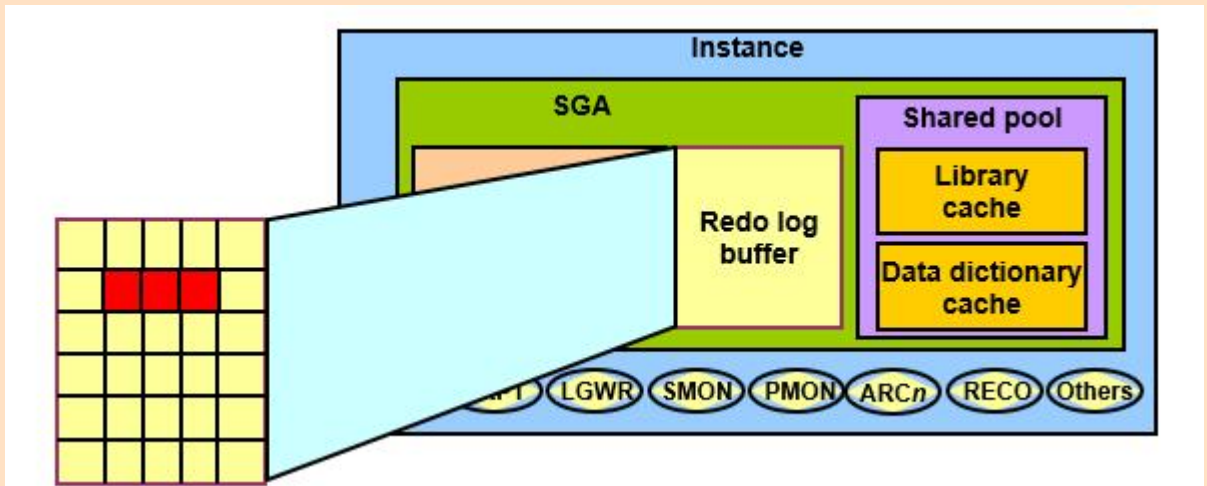 Instance
SGA
Shared pool
Library
cache
Redo log
buffer
Data dictionary
cache
LGWR
SMON
PMON
ARCn
RECO
Others